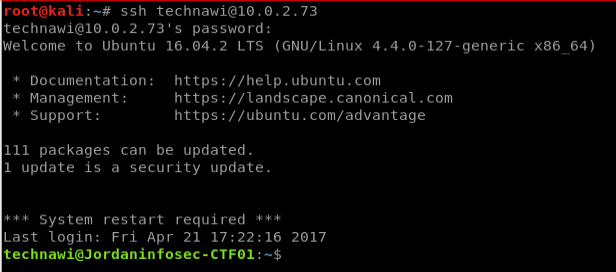 root@kali:~# ssh technawi@10.0.2.73
technawi@10.0.2.73's password:
Welcome to Ubuntu 16.04.2 LTS (GNU/Linux 4.4.0-127-generic x86_64)
* Documentation:  https://help.ubuntu.com
* Management:     https://landscape.canonical.com
* Support:        https://ubuntu.com/advantage
111 packages can be updated.
1 update is a security update.
*** System restart required ***
Last login: Fri Apr 21 17:22:16 2017
technawi@Jordaninfosec-CTF01:~$